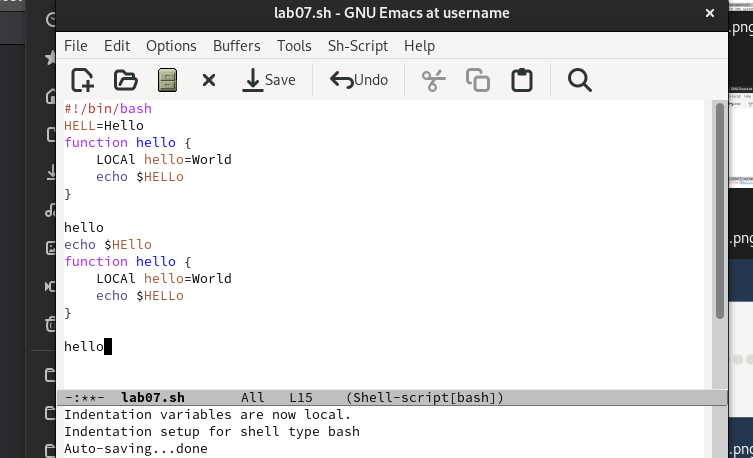 lab07.sh - GNU Emacs at username
File Edit Options Buffers Tools Sh-Script Help
Save Undo
#!/bin/bash
HELL=Hello
function hello {
    LOCAl hello=World
    echo $HELLo
}
hello
echo $HEllo
function hello {
    LOCAl hello=World
    echo $HELLo
}
hello
-:**-  lab07.sh       All   L15    (Shell-script[bash])
Indentation variables are now local.
Indentation setup for shell type bash
Auto-saving...done
.png
.png
.png